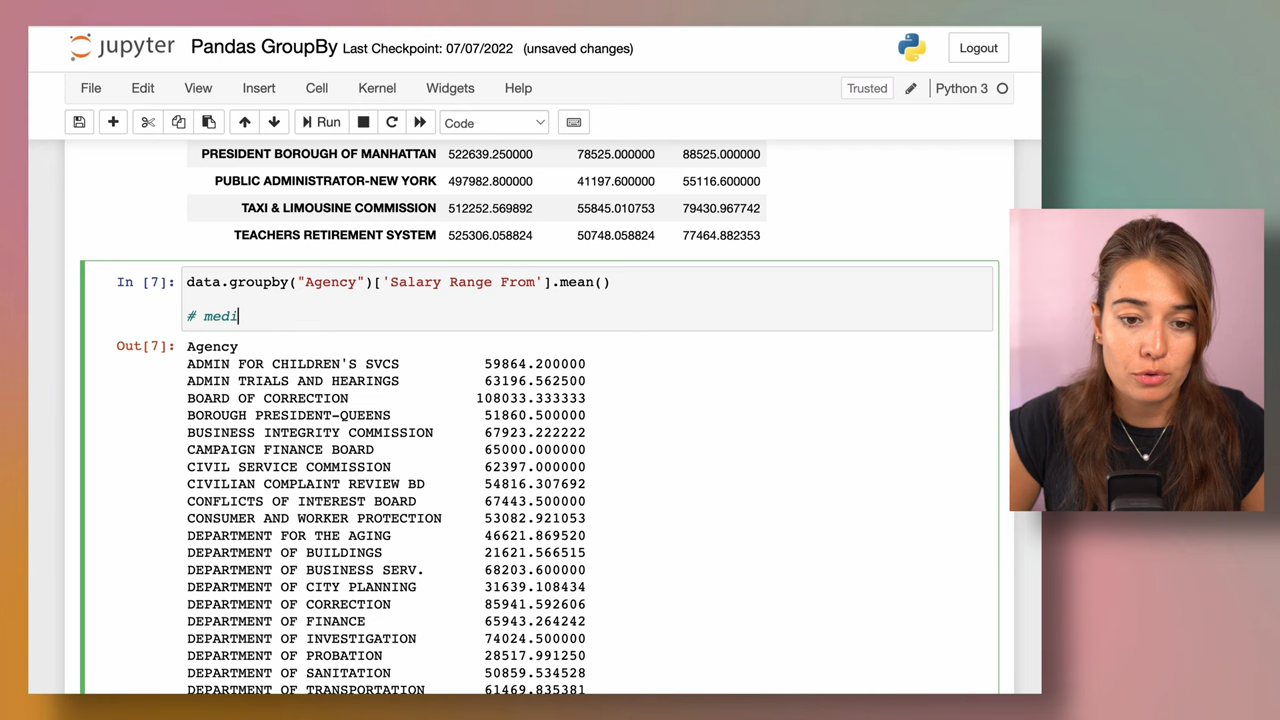 jupyter Pandas GroupBy Last Checkpoint: 07/07/2022 (unsaved changes) Logout
File Edit View Insert Cell Kernel Widgets Help Trusted Python 3
Run Code
PRESIDENT BOROUGH OF MANHATTAN 522639.250000 78525.000000 88525.000000
PUBLIC ADMINISTRATOR-NEW YORK 497982.800000 41197.600000 55116.600000
TAXI & LIMOUSINE COMMISSION 512252.569892 55845.010753 79430.967742
TEACHERS RETIREMENT SYSTEM 525306.058824 50748.058824 77464.882353
In [7]: data.groupby("Agency")['Salary Range From'].mean()
# medi
Out[7]: Agency
ADMIN FOR CHILDREN'S SVCS 59864.200000
ADMIN TRIALS AND HEARINGS 63196.562500
BOARD OF CORRECTION 108033.333333
BOROUGH PRESIDENT-QUEENS 51860.500000
BUSINESS INTEGRITY COMMISSION 67923.222222
CAMPAIGN FINANCE BOARD 65000.000000
CIVIL SERVICE COMMISSION 62397.000000
CIVILIAN COMPLAINT REVIEW BD 54816.307692
CONFLICTS OF INTEREST BOARD 67443.500000
CONSUMER AND WORKER PROTECTION 53082.921053
DEPARTMENT FOR THE AGING 46621.869520
DEPARTMENT OF BUILDINGS 21621.566515
DEPARTMENT OF BUSINESS SERV. 68203.600000
DEPARTMENT OF CITY PLANNING 31639.108434
DEPARTMENT OF CORRECTION 85941.592606
DEPARTMENT OF FINANCE 65943.264242
DEPARTMENT OF INVESTIGATION 74024.500000
DEPARTMENT OF PROBATION 28517.991250
DEPARTMENT OF SANITATION 50859.534528
DEPARTMENT OF TRANSPORTATION 61469.835381